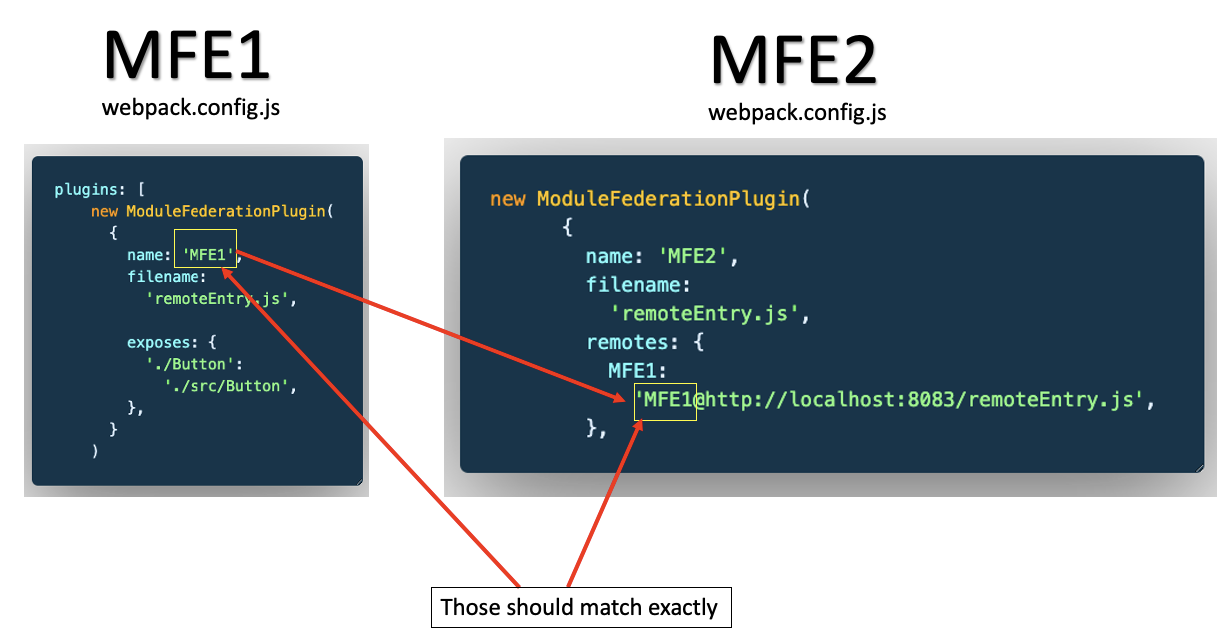 MFE1
webpack.config.js
plugins: [
new ModuleFederationPlugin(
{
name: 'MFE1',
filename:
'remoteEntry.js',
exposes: {
'./Button':
'./src/Button',
},
}
)
MFE2
webpack.config.js
new ModuleFederationPlugin(
{
name: 'MFE2',
filename:
'remoteEntry.js',
remotes: {
MFE1:
'MFE1@http://localhost:8083/remoteEntry.js',
},
Those should match exactly